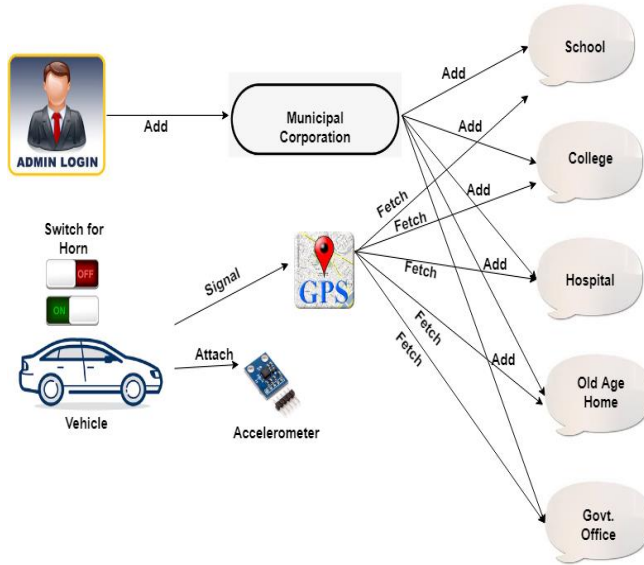 School
Add
ADMIN LOGIN
Add
Municipal
Corporation
Add
College
Add
Fetch
Fetch
Switch for
Horn
OFF
ON
Signal
GPS
Fetch
Add
Hospital
Fetch
Fetch
Add
Attach
Vehicle
Accelerometer
Old Age
Home
Govt.
Office